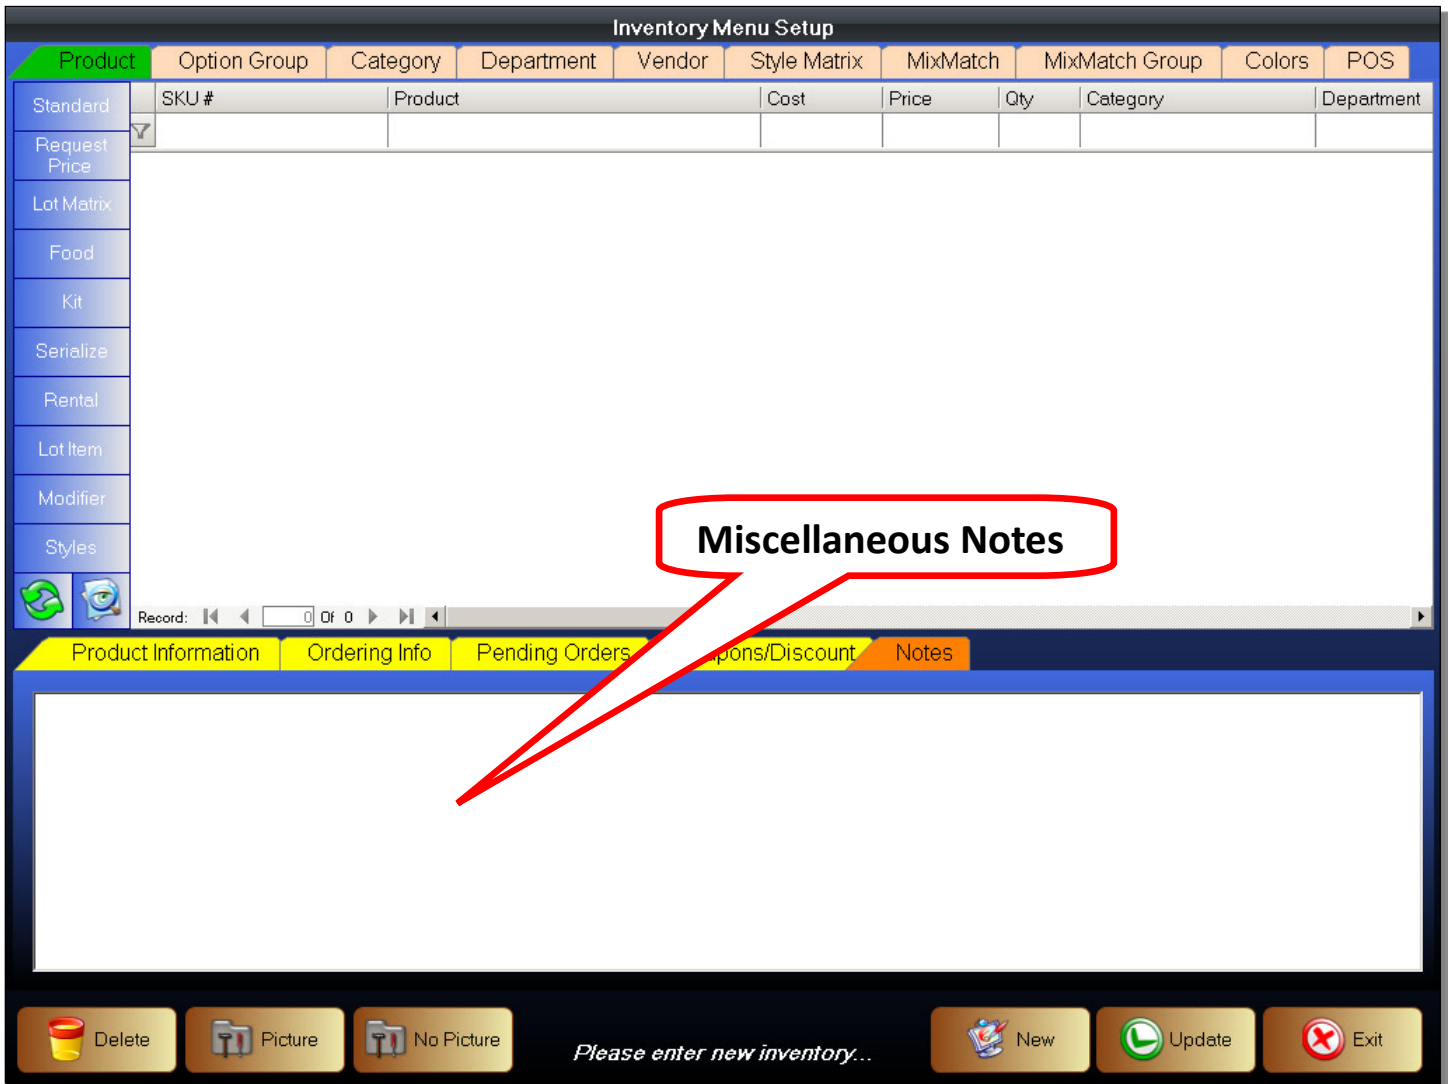 Inventory Menu Setup
Product Option Group Category Department Vendor Style Matrix MixMatch MixMatch Group Colors POS
SKU # Product Cost Price Qty Category Department
Standard
Request
Price
Lot Matrix
Food
Kit
Serialize
Rental
Lot Item
Modifier
Styles
Miscellaneous Notes
Record: 0 Of 0
Product Information Ordering Info Pending Orders pons/Discount Notes
Delete Picture No Picture Please enter new inventory... New Update Exit